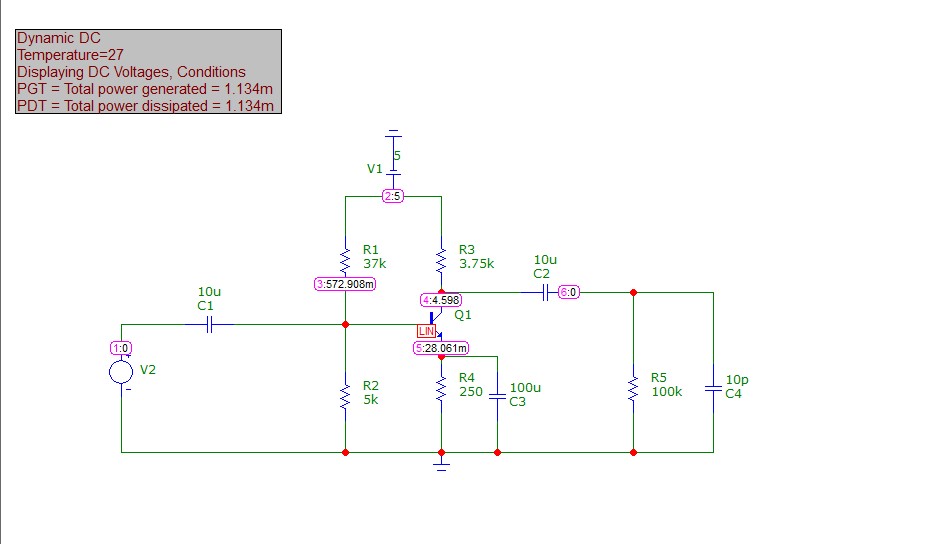 Dynamic DC
Temperature=27
Displaying DC Voltages, Conditions
PGT = Total power generated = 1.134m
PDT = Total power dissipated = 1.134m
5
V1
2:5
R1
37k
R3
3.75k
3:572.908m
10u
C2
10u
C1
4:4.598
6:0
Q1
LIN
1:0
+
V2
-
5:28.061m
R2
5k
R4
250
100u
C3
R5
100k
10p
C4